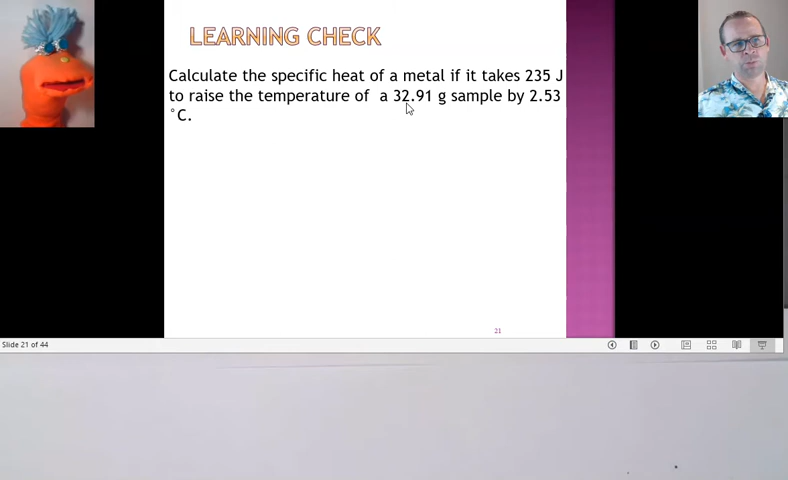 LEARNING CHECK
Calculate the specific heat of a metal if it takes 235 J
to raise the temperature of a 32.91 g sample by 2.53
˚C.
21
Slide 21 of 44